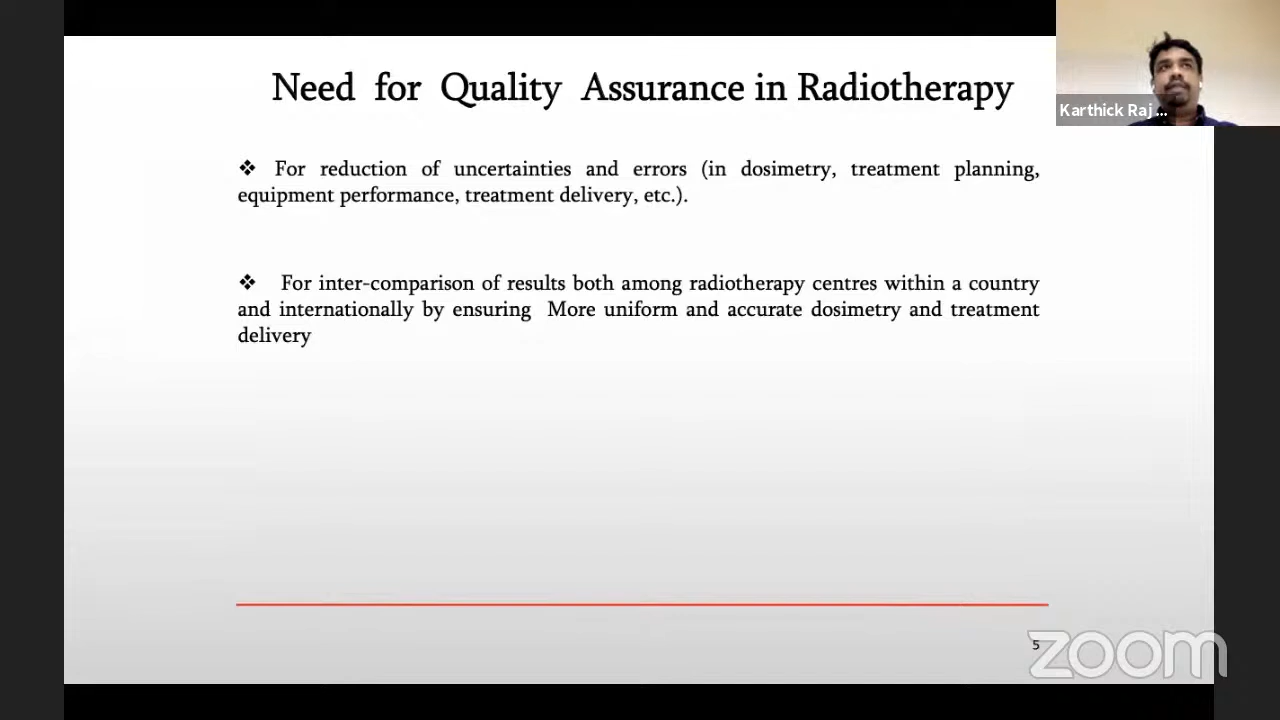 Need for Quality Assurance in Radiotherapy
Karthick Raj ...
❖ For reduction of uncertainties and errors (in dosimetry, treatment planning,
equipment performance, treatment delivery, etc.).
❖ For inter-comparison of results both among radiotherapy centres within a country
and internationally by ensuring More uniform and accurate dosimetry and treatment
delivery
5
zoom